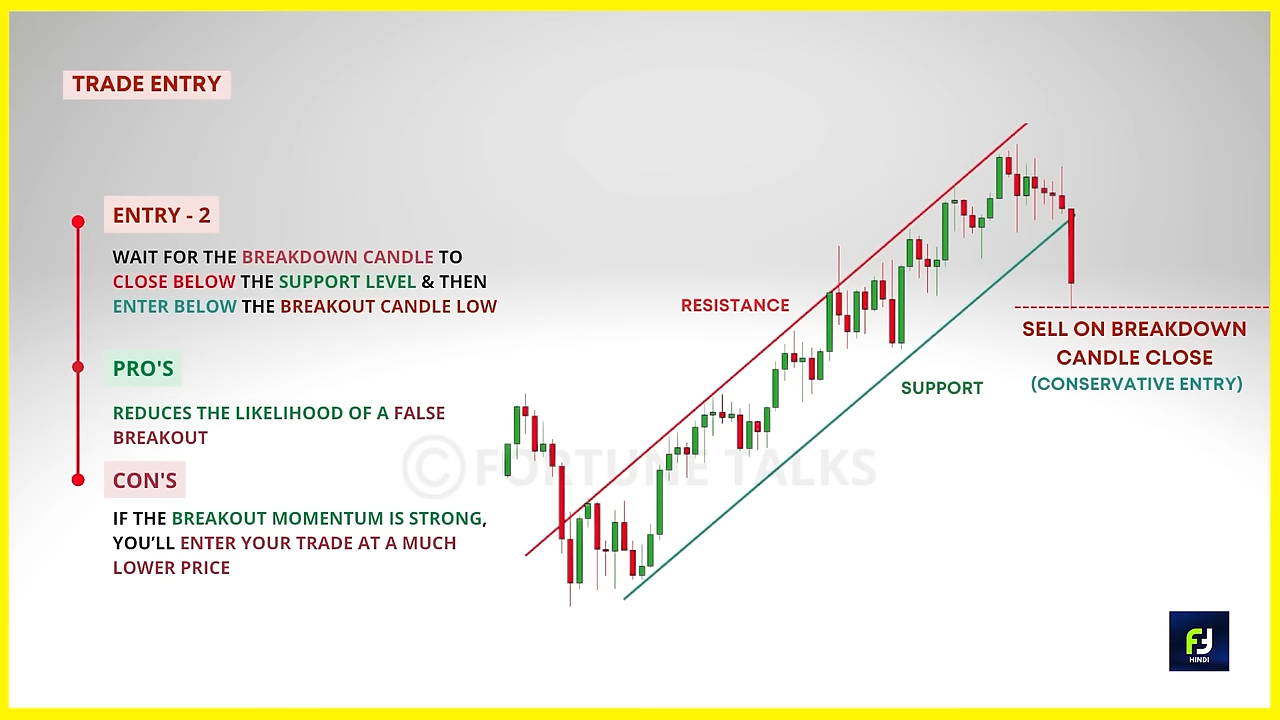 TRADE ENTRY
ENTRY - 2
WAIT FOR THE BREAKDOWN CANDLE TO
CLOSE BELOW THE SUPPORT LEVEL & THEN
ENTER BELOW THE BREAKOUT CANDLE LOW
PRO'S
REDUCES THE LIKELIHOOD OF A FALSE
BREAKOUT
CON'S
IF THE BREAKOUT MOMENTUM IS STRONG,
YOU’LL ENTER YOUR TRADE AT A MUCH
LOWER PRICE
RESISTANCE
SUPPORT
SELL ON BREAKDOWN
CANDLE CLOSE
(CONSERVATIVE ENTRY)
© FORTUNE TALKS
HINDI